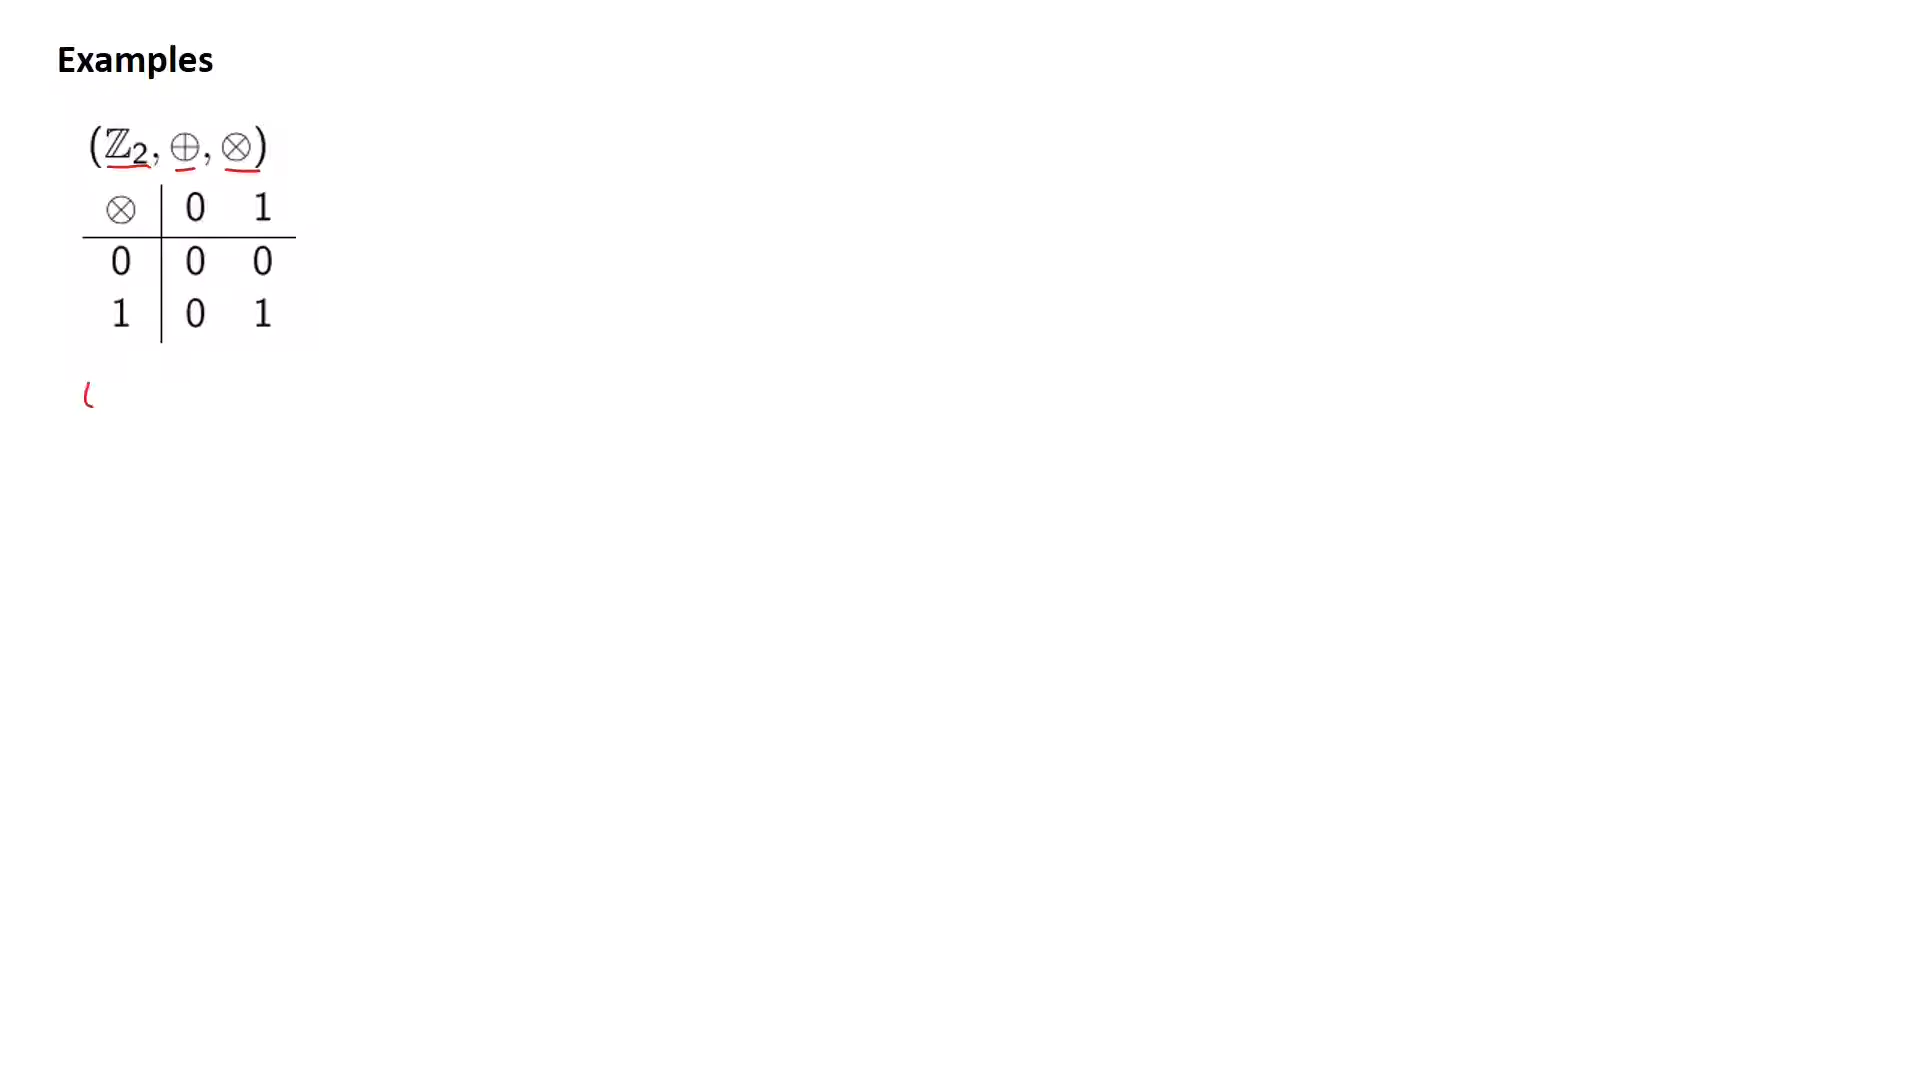 Examples
(ℤ₂, ⊕, ⊗)
⊗ 0 1
0 0 0
1 0 1
(